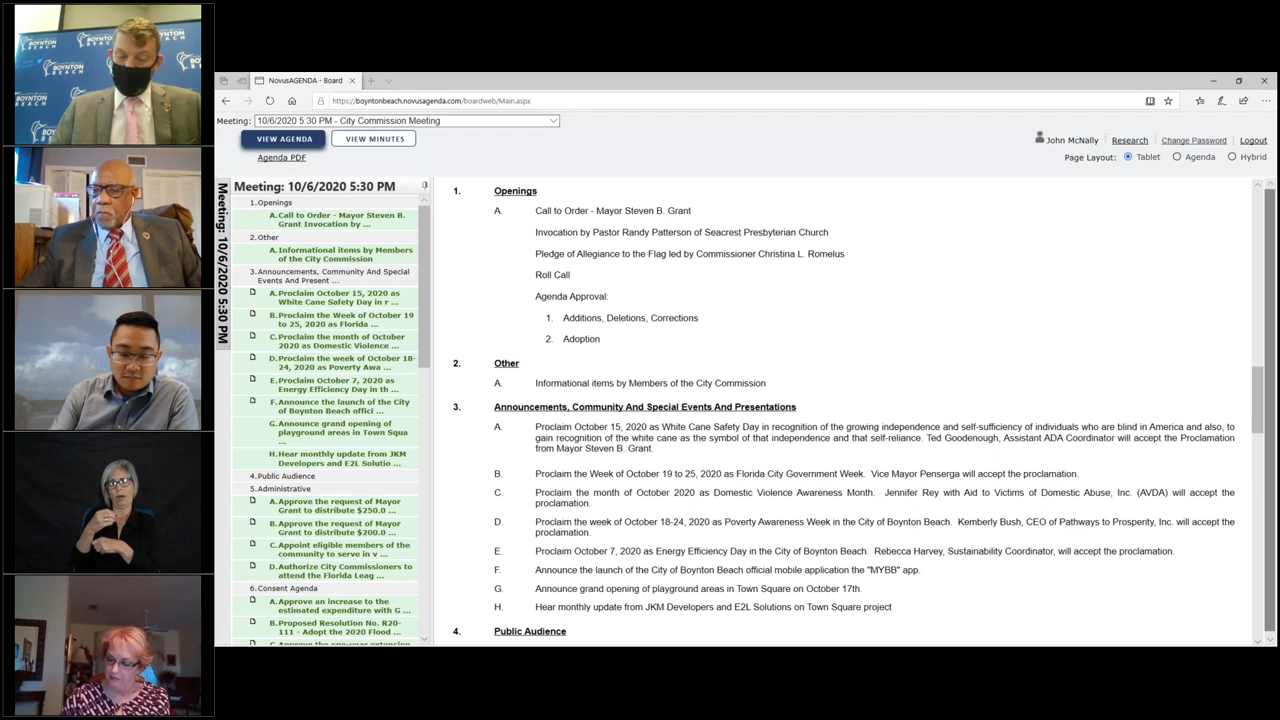 BOYNTON
BEACH
BOYNTON
BEACH
BOYNTON
BEACH
BOYNTON
BEACH
NovusAGENDA - Board
https://boyntonbeach.novusagenda.com/boardweb/Main.aspx
Meeting: 10/6/2020 5:30 PM - City Commission Meeting
VIEW AGENDA VIEW MINUTES
Agenda PDF
John McNally Research Change Password Logout
Page Layout: Tablet Agenda Hybrid
Meeting: 10/6/2020 5:30 PM
Meeting: 10/6/2020 5:30 PM
1.Openings
A.Call to Order - Mayor Steven B.
Grant Invocation by ...
2.Other
A.Informational items by Members
of the City Commission
3.Announcements, Community And Special
Events And Present ...
A.Proclaim October 15, 2020 as
White Cane Safety Day in r ...
B.Proclaim the Week of October 19
to 25, 2020 as Florida ...
C.Proclaim the month of October
2020 as Domestic Violence ...
D.Proclaim the week of October 18-
24, 2020 as Poverty Awa ...
E.Proclaim October 7, 2020 as
Energy Efficiency Day in th ...
F.Announce the launch of the City
of Boynton Beach offici ...
G.Announce grand opening of
playground areas in Town Squa
...
H.Hear monthly update from JKM
Developers and E2L Solutio ...
4.Public Audience
5.Administrative
A.Approve the request of Mayor
Grant to distribute $250.0 ...
B.Approve the request of Mayor
Grant to distribute $200.0 ...
C.Appoint eligible members of the
community to serve in v ...
D.Authorize City Commissioners to
attend the Florida Leag ...
6.Consent Agenda
A.Approve an increase to the
estimated expenditure with G ...
B.Proposed Resolution No. R20-
111 - Adopt the 2020 Flood ...
C.Approve the one-year extension
1. Openings
A. Call to Order - Mayor Steven B. Grant
Invocation by Pastor Randy Patterson of Seacrest Presbyterian Church
Pledge of Allegiance to the Flag led by Commissioner Christina L. Romelus
Roll Call
Agenda Approval:
1. Additions, Deletions, Corrections
2. Adoption
2. Other
A. Informational items by Members of the City Commission
3. Announcements, Community And Special Events And Presentations
A. Proclaim October 15, 2020 as White Cane Safety Day in recognition of the growing independence and self-sufficiency of individuals who are blind in America and also, to
gain recognition of the white cane as the symbol of that independence and that self-reliance. Ted Goodenough, Assistant ADA Coordinator will accept the Proclamation
from Mayor Steven B. Grant.
B. Proclaim the Week of October 19 to 25, 2020 as Florida City Government Week. Vice Mayor Penserga will accept the proclamation.
C. Proclaim the month of October 2020 as Domestic Violence Awareness Month. Jennifer Rey with Aid to Victims of Domestic Abuse, Inc. (AVDA) will accept the
proclamation.
D. Proclaim the week of October 18-24, 2020 as Poverty Awareness Week in the City of Boynton Beach. Kemberly Bush, CEO of Pathways to Prosperity, Inc. will accept the
proclamation.
E. Proclaim October 7, 2020 as Energy Efficiency Day in the City of Boynton Beach. Rebecca Harvey, Sustainability Coordinator, will accept the proclamation.
F. Announce the launch of the City of Boynton Beach official mobile application the "MYBB" app.
G. Announce grand opening of playground areas in Town Square on October 17th.
H. Hear monthly update from JKM Developers and E2L Solutions on Town Square project
4. Public Audience